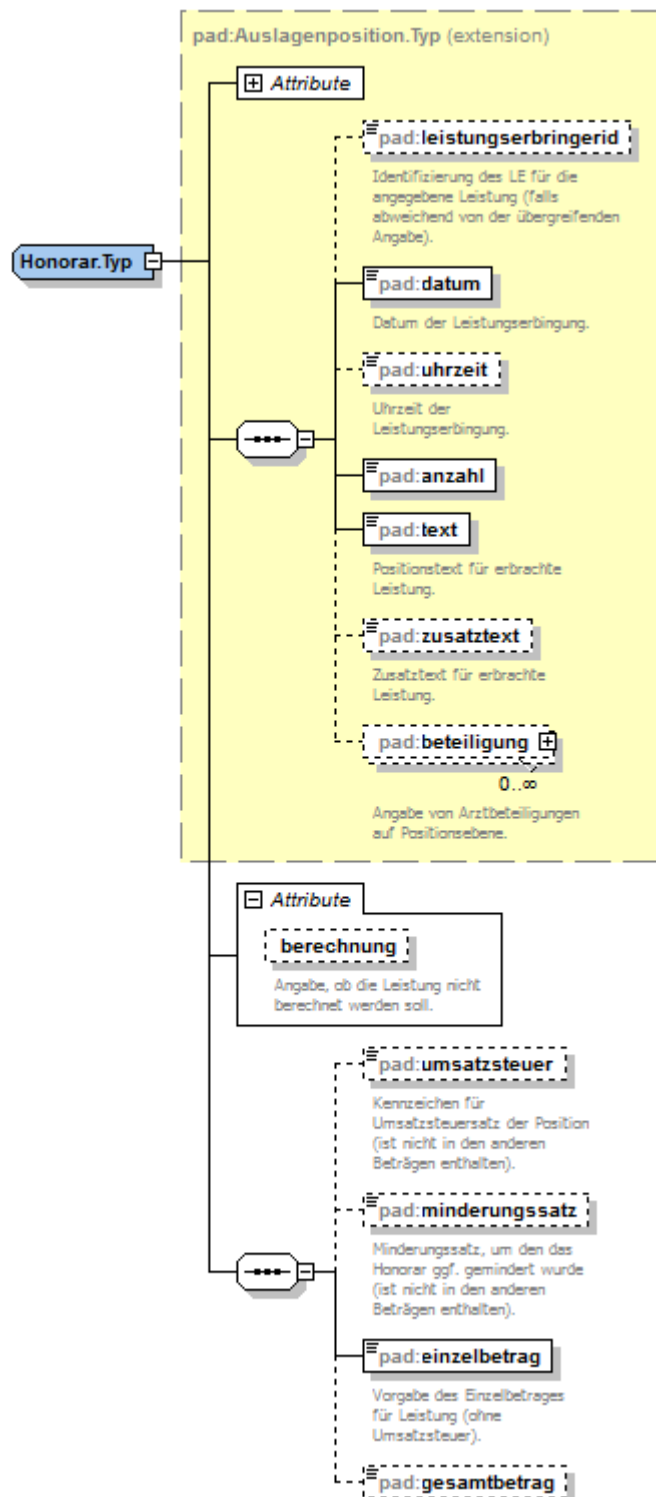 pad:Auslagenposition.Typ (extension)
Attribute
pad:leistungserbringerid
Identifizierung des LE für die
angegebene Leistung (falls
abweichend von der übergreifenden
Angabe).
Honorar.Typ
pad:datum
Datum der Leistungserbingung.
pad:uhrzeit
Uhrzeit der
Leistungserbingung.
pad:anzahl
pad:text
Positionstext für erbrachte
Leistung.
pad:zusatztext
Zusatztext für erbrachte
Leistung.
pad:beteiligung
0..∞
Angabe von Arztbeteiligungen
auf Positionsebene.
Attribute
berechnung
Angabe, ob die Leistung nicht
berechnet werden soll.
pad:umsatzsteuer
Kennzeichen für
Umsatzsteuersatz der Position
(ist nicht in den anderen
Beträgen enthalten).
pad:minderungssatz
Minderungssatz, um den das
Honorar ggf. gemindert wurde
(ist nicht in den anderen
Beträgen enthalten).
pad:einzelbetrag
Vorgabe des Einzelbetrages
für Leistung (ohne
Umsatzsteuer).
pad:gesamtbetrag